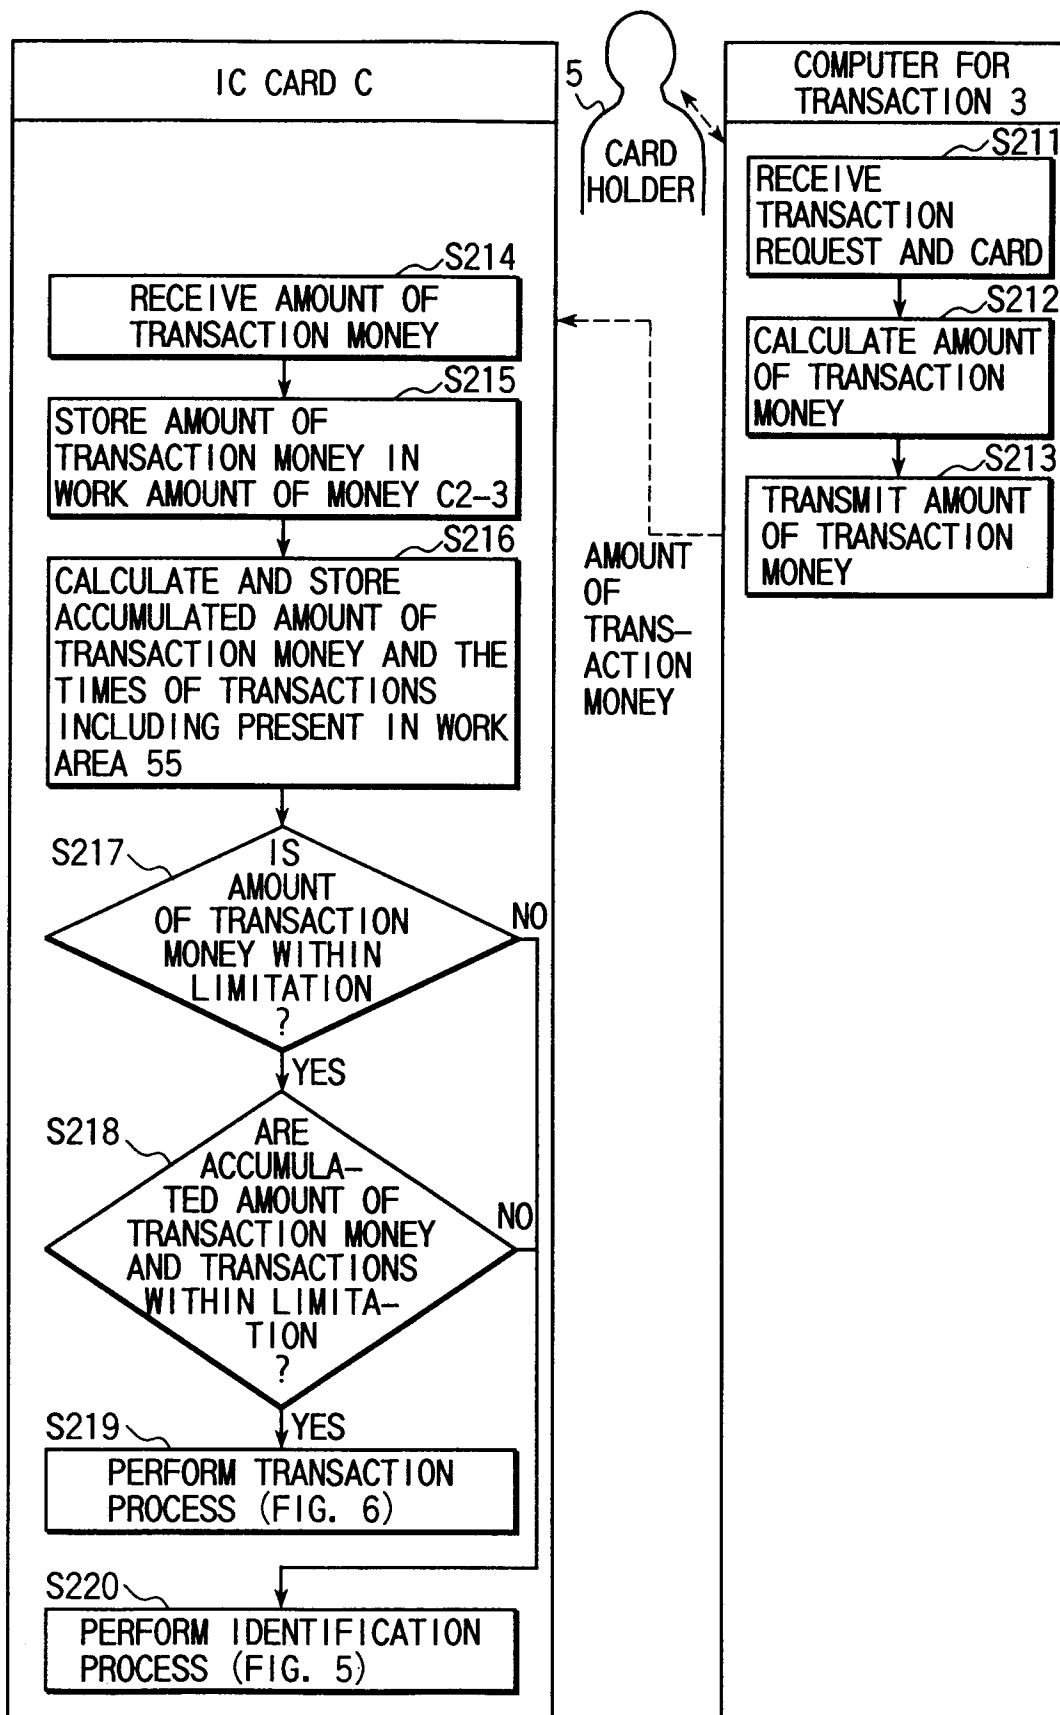 IC CARD C
5
CARD
HOLDER
COMPUTER FOR
TRANSACTION 3
S211
RECEIVE
TRANSACTION
REQUEST AND CARD
S212
CALCULATE AMOUNT
OF TRANSACTION
MONEY
S213
TRANSMIT AMOUNT
OF TRANSACTION
MONEY
AMOUNT
OF
TRANS-
ACTION
MONEY
S214
RECEIVE AMOUNT OF
TRANSACTION MONEY
S215
STORE AMOUNT OF
TRANSACTION MONEY IN
WORK AMOUNT OF MONEY C2-3
S216
CALCULATE AND STORE
ACCUMULATED AMOUNT OF
TRANSACTION MONEY AND THE
TIMES OF TRANSACTIONS
INCLUDING PRESENT IN WORK
AREA 55
S217
IS
AMOUNT
OF TRANSACTION
MONEY WITHIN
LIMITATION
?
NO
YES
S218
ARE
ACCUMULA-
TED AMOUNT OF
TRANSACTION MONEY
AND TRANSACTIONS
WITHIN LIMITA-
TION
?
NO
YES
S219
PERFORM TRANSACTION
PROCESS (FIG. 6)
S220
PERFORM IDENTIFICATION
PROCESS (FIG. 5)